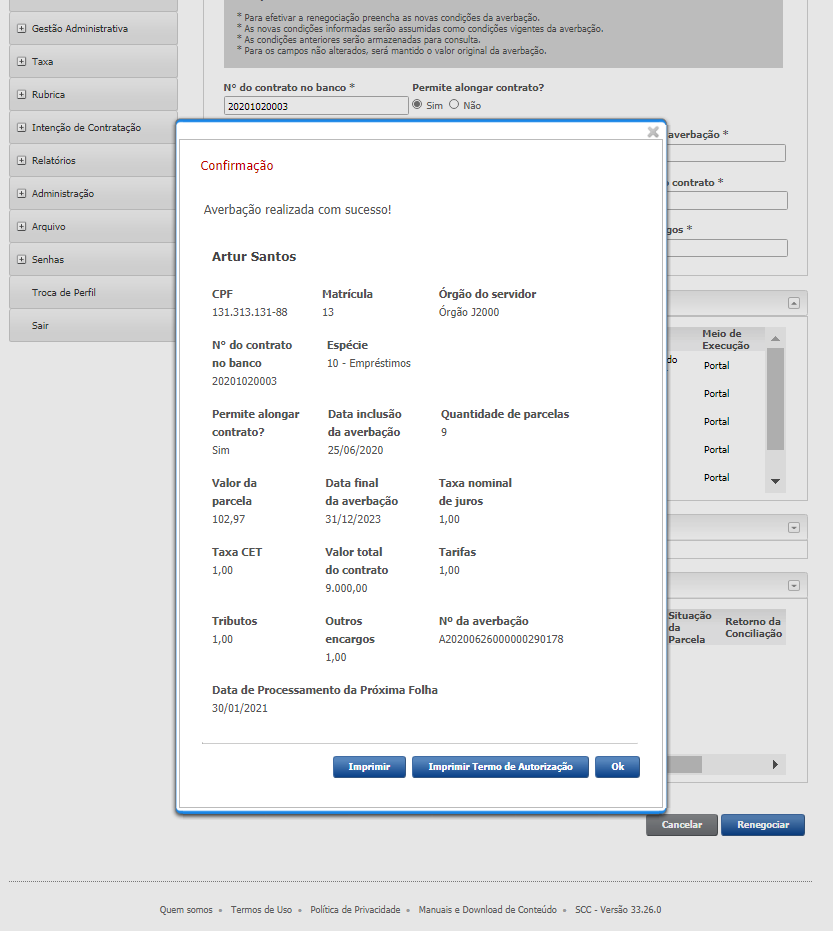 * Para efetivar a renegociação preencha as novas condições da averbação.
* As novas condições informadas serão assumidas como condições vigentes da averbação.
* As condições anteriores serão armazenadas para consulta.
* Para os campos não alterados, será mantido o valor original da averbação.
Gestão Administrativa
Taxa
Rubrica
Intenção de Contratação
Relatórios
Administração
Arquivo
Senhas
Troca de Perfil
Sair
N° do contrato no banco * Permite alongar contrato?
20201020003 Sim Não
averbação *
contrato *
Confirmação
Averbação realizada com sucesso!
Artur Santos
CPF Matrícula Órgão do servidor
131.313.131-88 13 Órgão J2000
N° do contrato Espécie
no banco 10 - Empréstimos
20201020003
Permite alongar Data inclusão Quantidade de parcelas
contrato? da averbação 9
Sim 25/06/2020
Valor da Data final Taxa nominal
parcela da averbação de juros
102,97 31/12/2023 1,00
Taxa CET Valor total Tarifas
1,00 do contrato 1,00
9.000,00
Tributos Outros Nº da averbação
1,00 encargos A20200626000000290178
1,00
Data de Processamento da Próxima Folha
30/01/2021
Imprimir Imprimir Termo de Autorização Ok
Meio de
Execução
Portal
Portal
Portal
Portal
Portal
Situação
da
Parcela
Retorno da
Conciliação
Cancelar Renegociar
Quem somos • Termos de Uso • Política de Privacidade • Manuais e Download de Conteúdo • SCC - Versão 33.26.0